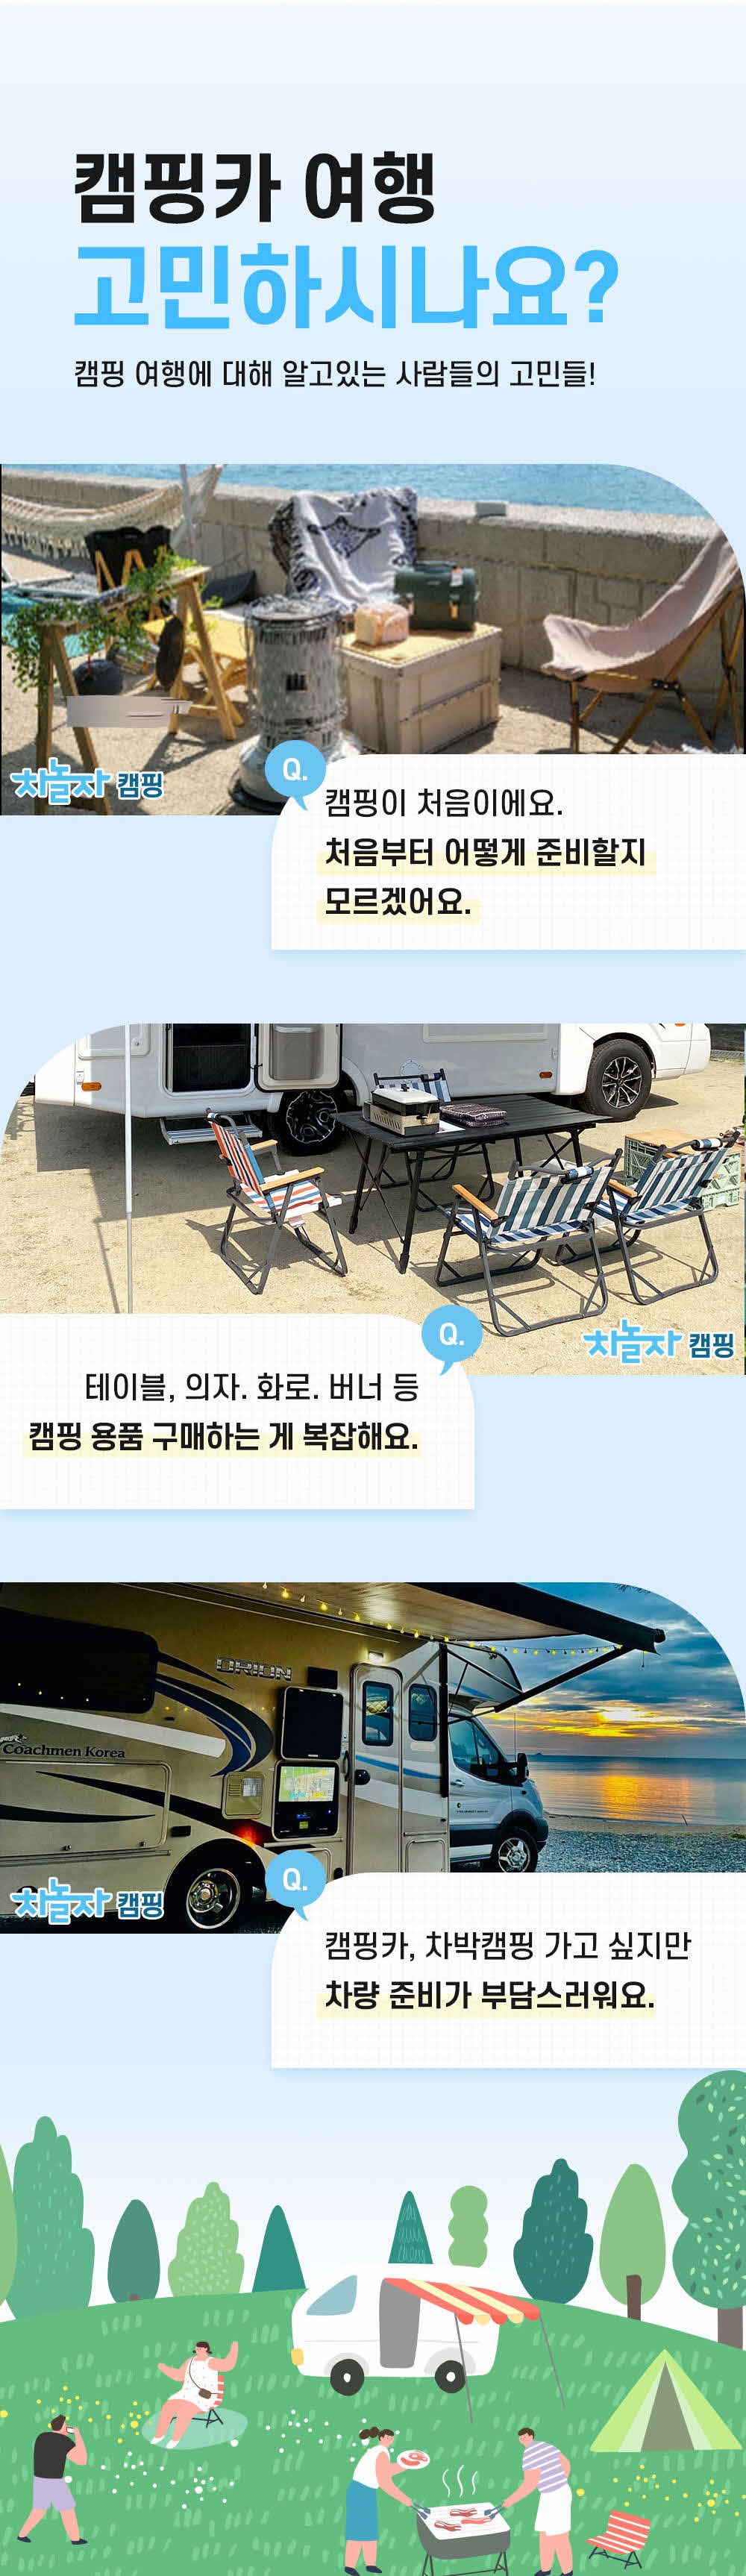 캠핑카 여행
고민하시나요?
캠핑 여행에 대해 알고있는 사람들의 고민들!
차놀자 캠핑
Q.
캠핑이 처음이에요.
처음부터 어떻게 준비할지
모르겠어요.
Q.
차놀자 캠핑
테이블, 의자. 화로. 버너 등
캠핑 용품 구매하는 게 복잡해요.
ORION
Coachmen Korea
차놀자 캠핑
Q.
캠핑카, 차박캠핑 가고 싶지만
차량 준비가 부담스러워요.